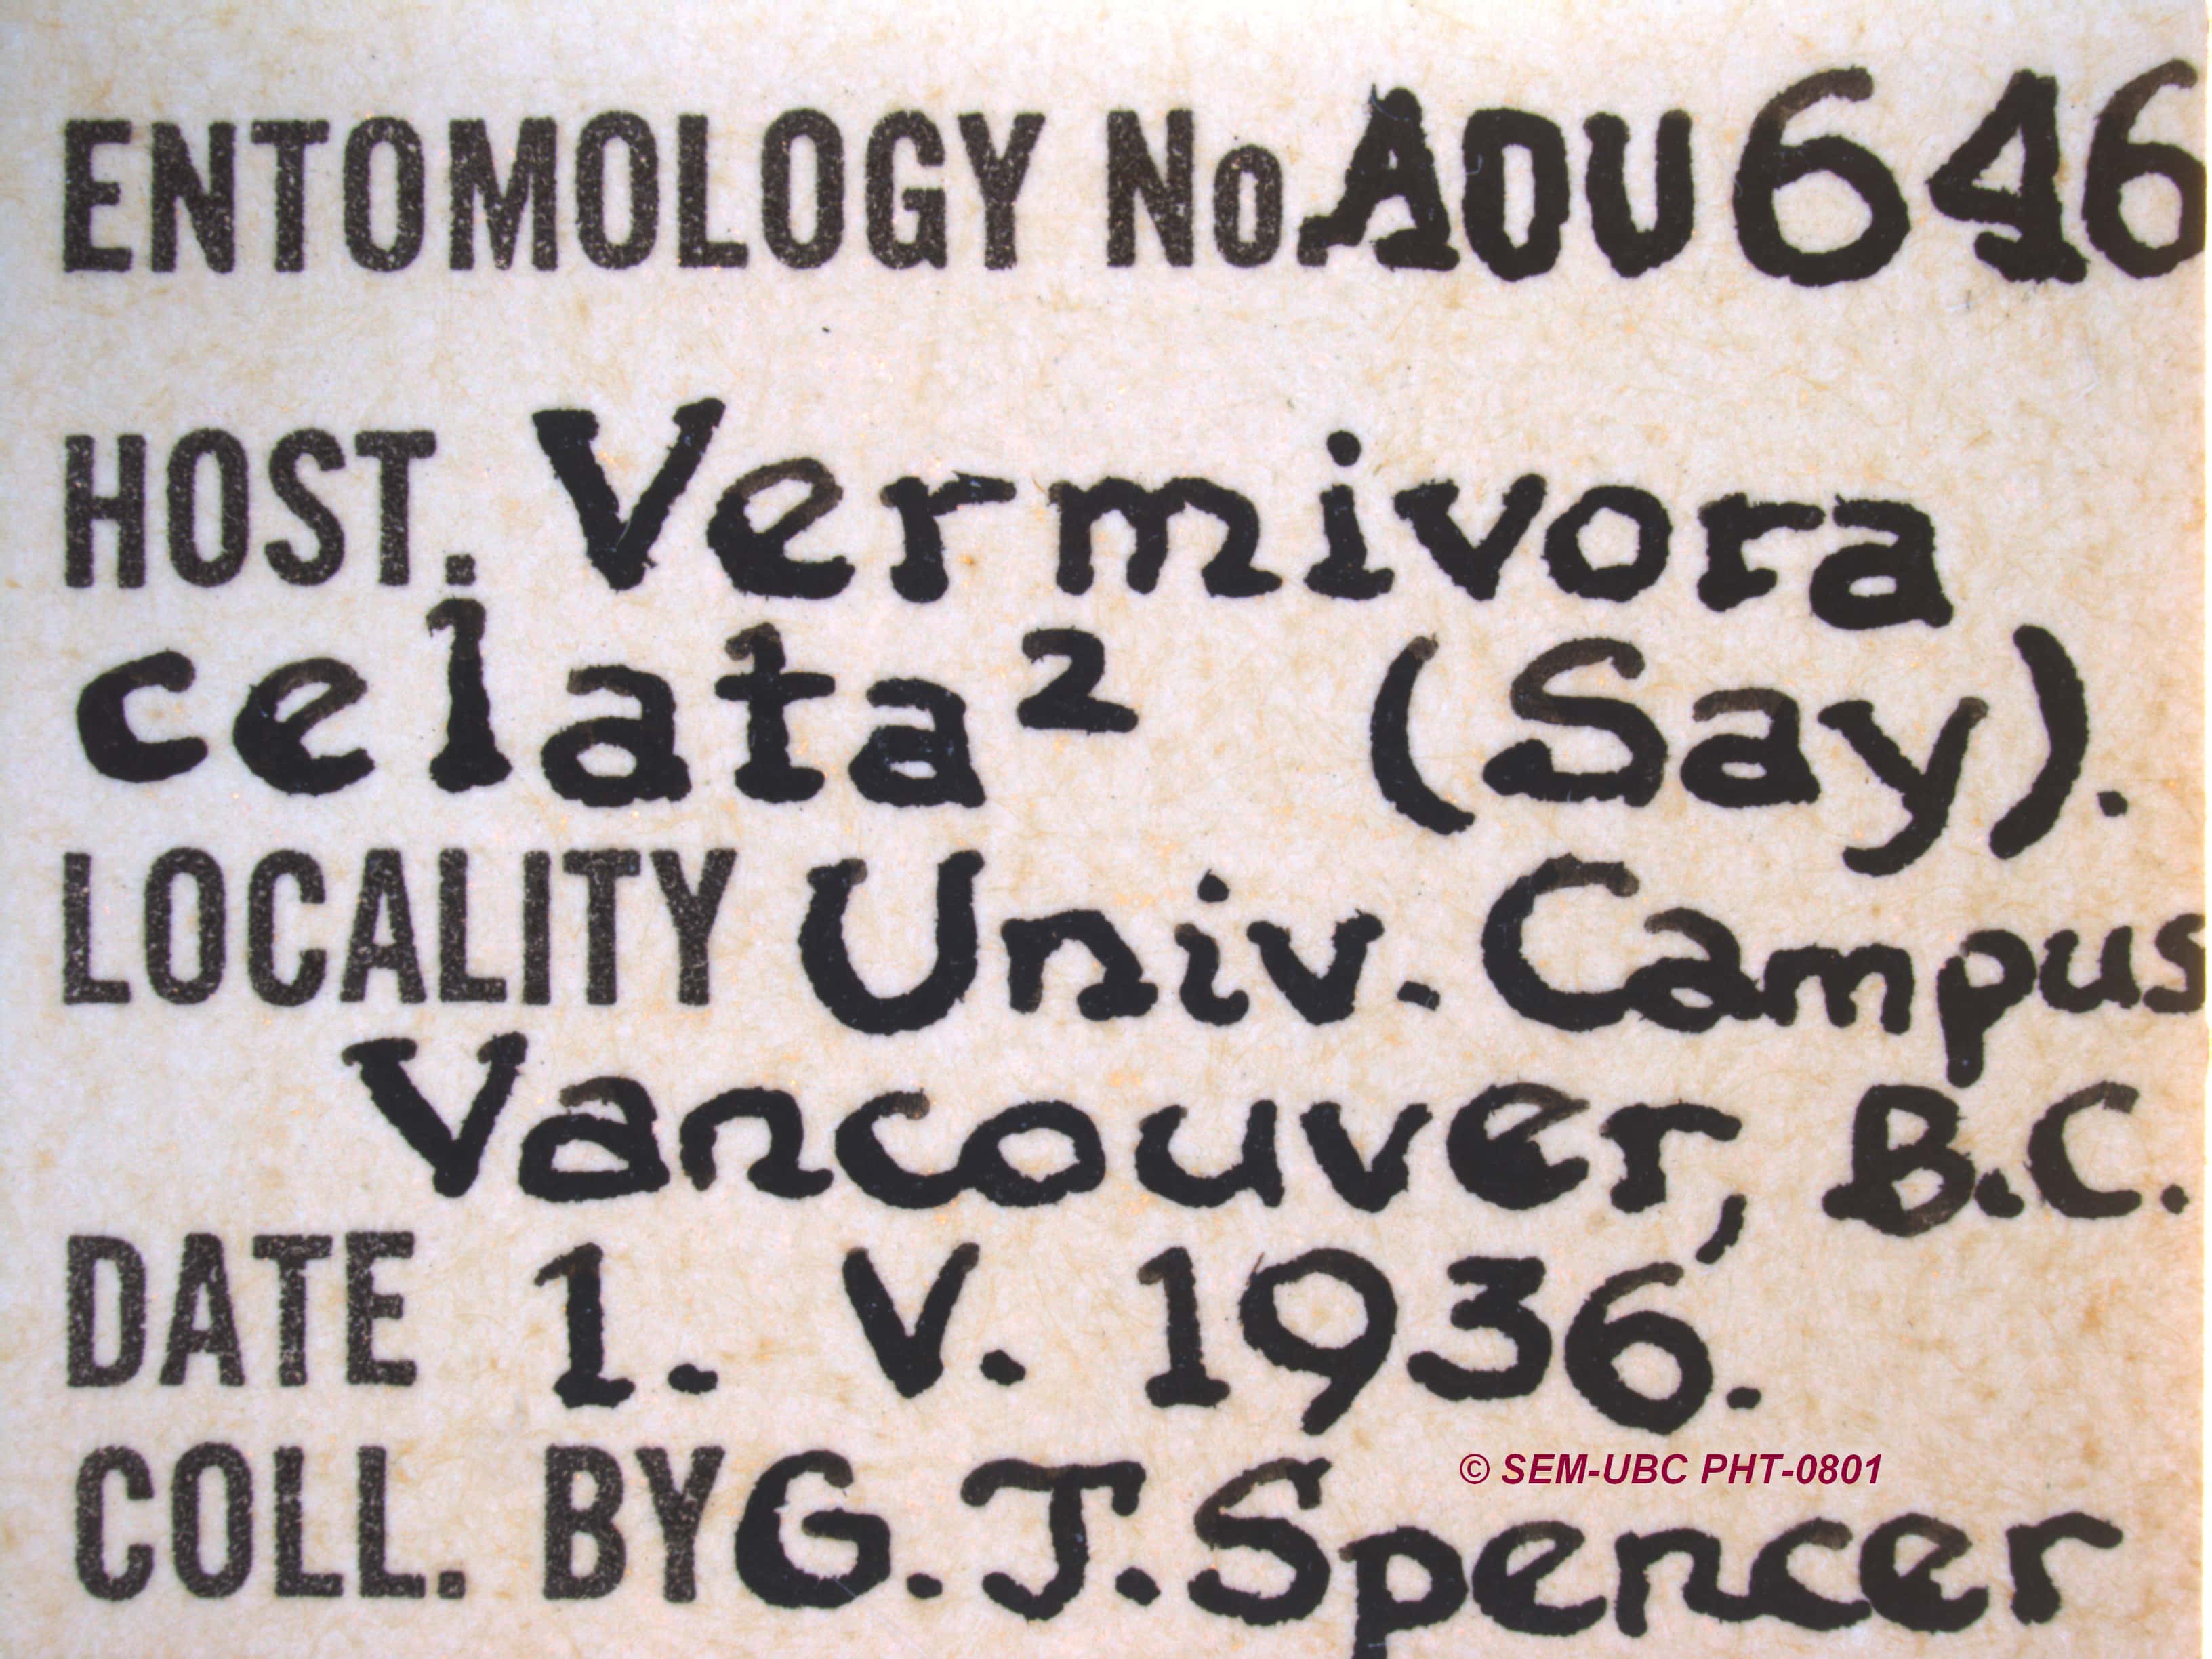 ENTOMOLOGY No. AOU 646
HOST. Vermivora
celata² (Say).
LOCALITY Univ. Campus
Vancouver, B.C.
DATE 1. V. 1936.
© SEM-UBC PHT-0801
COLL. BY G. J. Spencer